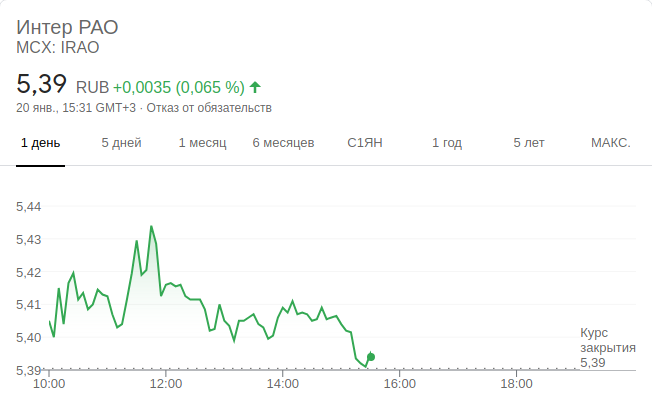 Интер РАО
MCX: IRAO
5,39 RUB +0,0035 (0,065 %)
20 янв., 15:31 GMT+3 · Отказ от обязательств
1 день 5 дней 1 месяц 6 месяцев С1ЯН 1 год 5 лет МАКС.
5,44
5,43
5,42
5,41
5,40
5,39
Курс
закрытия
5,39
10:00 12:00 14:00 16:00 18:00